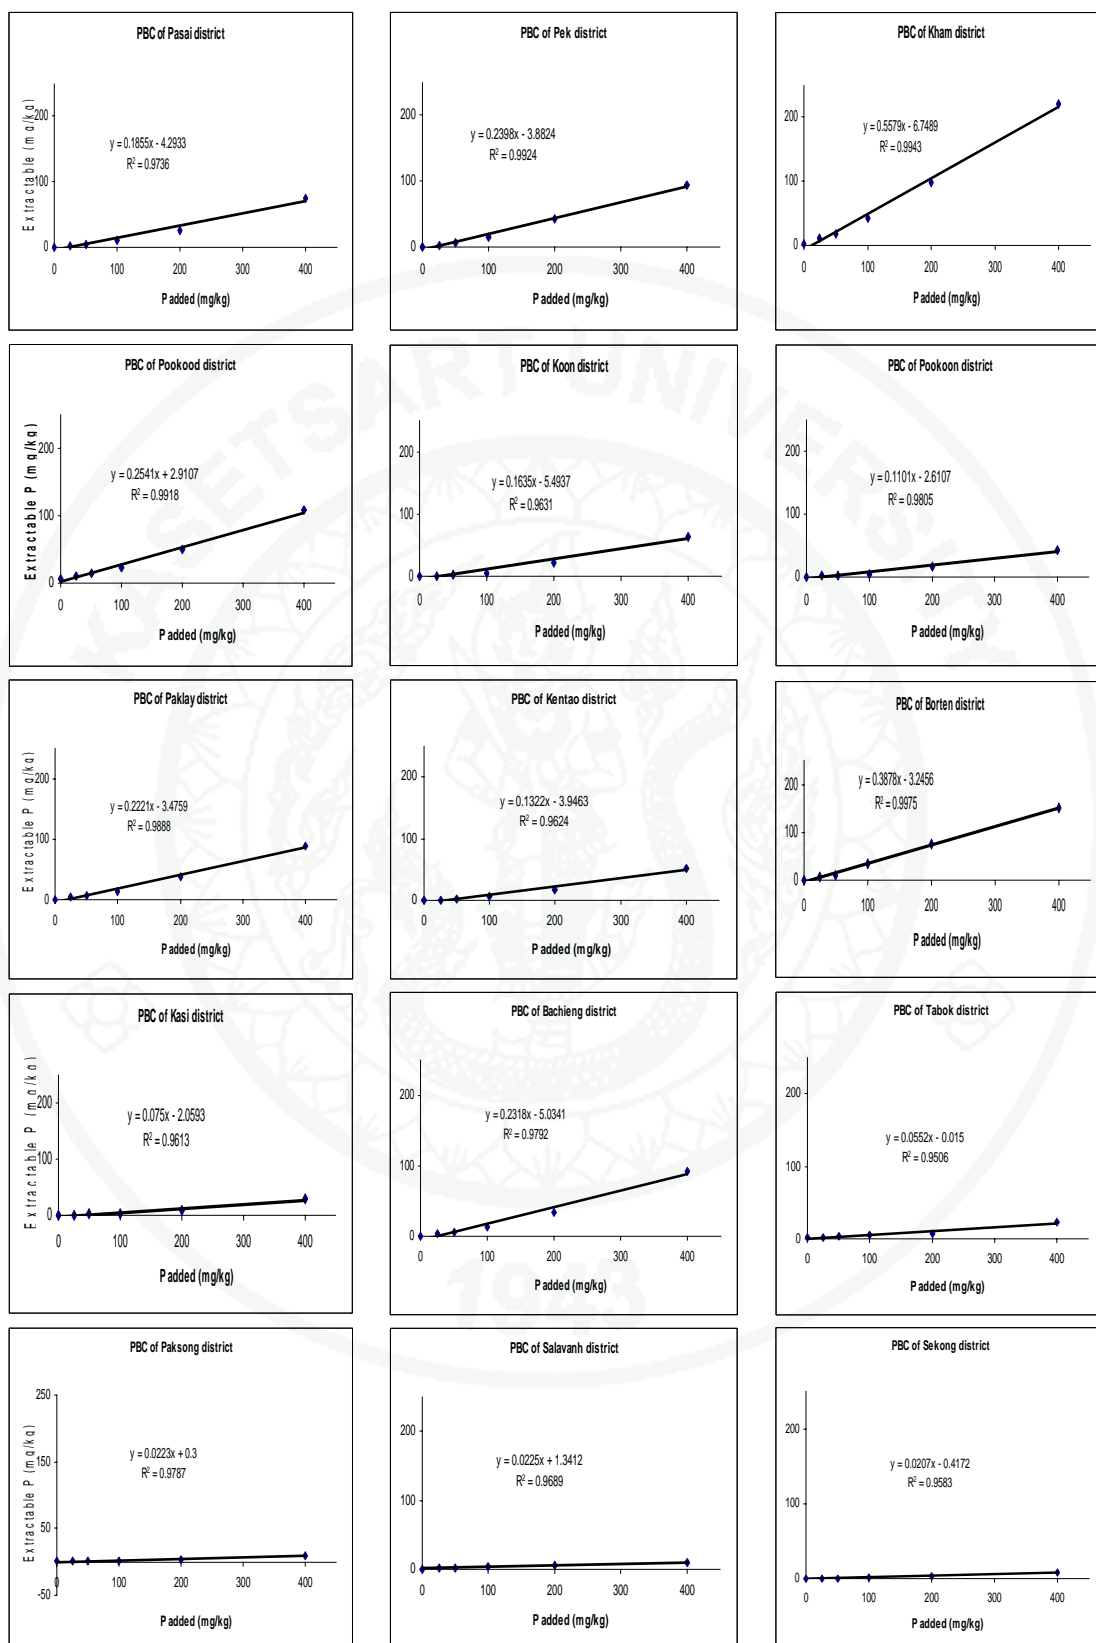 PBC of Pasai district
Extractable (mg/kg)
200
100
0
y = 0.1855x - 4.2933
R² = 0.9736
0 100 200 300 400
P added (mg/kg)
PBC of Pek district
200
100
0
y = 0.2398x - 3.8824
R² = 0.9924
0 100 200 300 400
P added (mg/kg)
PBC of Kham district
200
100
0
y = 0.5579x - 6.7489
R² = 0.9943
0 100 200 300 400
P added (mg/kg)
PBC of Pookood district
Extractable P (mg/kg)
200
100
0
y = 0.2541x + 2.9107
R² = 0.9918
0 100 200 300 400
P added (mg/kg)
PBC of Koon district
200
100
0
y = 0.1635x - 5.4937
R² = 0.9631
0 100 200 300 400
P added (mg/kg)
PBC of Pookoon district
200
100
0
y = 0.1101x - 2.6107
R² = 0.9805
0 100 200 300 400
P added (mg/kg)
PBC of Paklay district
Extractable P (mg/kg)
200
100
0
y = 0.2221x - 3.4759
R² = 0.9888
0 100 200 300 400
P added (mg/kg)
PBC of Kentao district
200
100
0
y = 0.1322x - 3.9463
R² = 0.9624
0 100 200 300 400
P added (mg/kg)
PBC of Borten district
200
100
0
y = 0.3878x - 3.2456
R² = 0.9975
0 100 200 300 400
P added (mg/kg)
PBC of Kasi district
Extractable P (mg/kg)
200
100
0
y = 0.075x - 2.0593
R² = 0.9613
0 100 200 300 400
P added (mg/kg)
PBC of Bachieng district
200
100
0
y = 0.2318x - 5.0341
R² = 0.9792
0 100 200 300 400
P added (mg/kg)
PBC of Tabok district
200
100
0
y = 0.0552x - 0.015
R² = 0.9506
0 100 200 300 400
P added (mg/kg)
PBC of Paksong district
Extractable P (mg/kg)
250
150
50
-50
y = 0.0223x + 0.3
R² = 0.9787
0 100 200 300 400
P added (mg/kg)
PBC of Salavanh district
200
100
0
y = 0.0225x + 1.3412
R² = 0.9689
0 100 200 300 400
P added (mg/kg)
PBC of Sekong district
200
100
0
y = 0.0207x - 0.4172
R² = 0.9583
0 100 200 300 400
P added (mg/kg)
KASETSART UNIVERSITY
1943